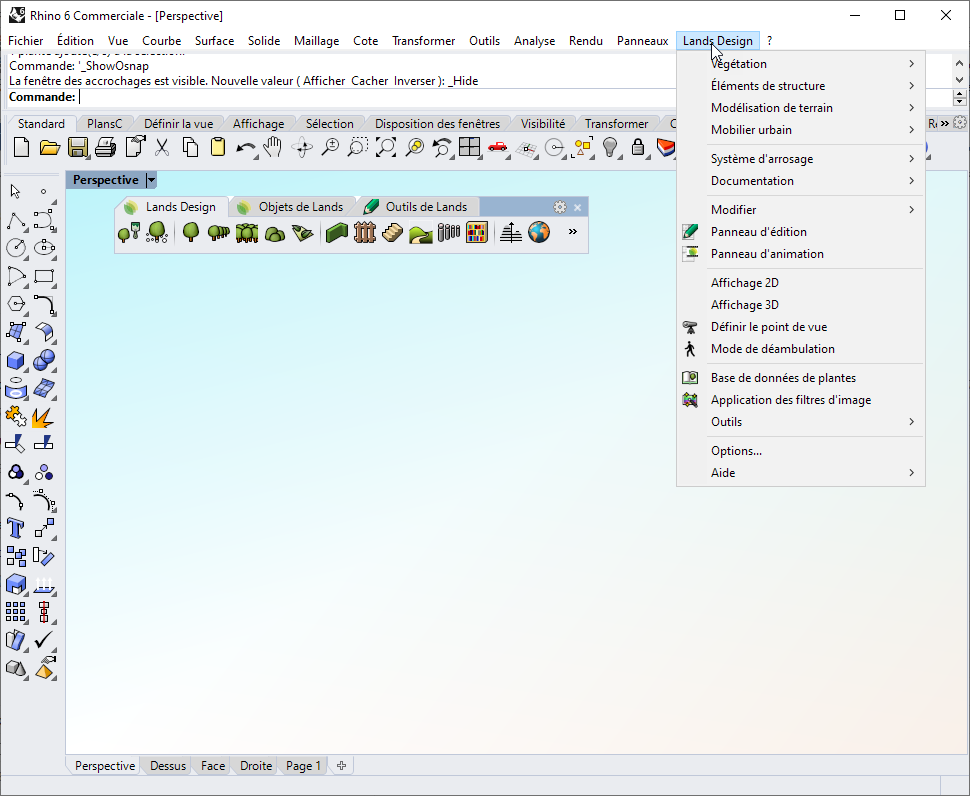 Rhino 6 Commerciale - [Perspective]
Fichier Édition Vue Courbe Surface Solide Maillage Cote Transformer Outils Analyse Rendu Panneaux Lands Design ?
Commande: '_ShowOsnap
La fenêtre des accrochages est visible. Nouvelle valeur ( Afficher Cacher Inverser ): _Hide
Commande:
Standard PlansC Définir la vue Affichage Sélection Disposition des fenêtres Visibilité Transformer
Perspective
Lands Design Objets de Lands Outils de Lands
Végétation
Éléments de structure
Modélisation de terrain
Mobilier urbain
Système d'arrosage
Documentation
Modifier
Panneau d'édition
Panneau d'animation
Affichage 2D
Affichage 3D
Définir le point de vue
Mode de déambulation
Base de données de plantes
Application des filtres d'image
Outils
Options...
Aide
Perspective Dessus Face Droite Page 1